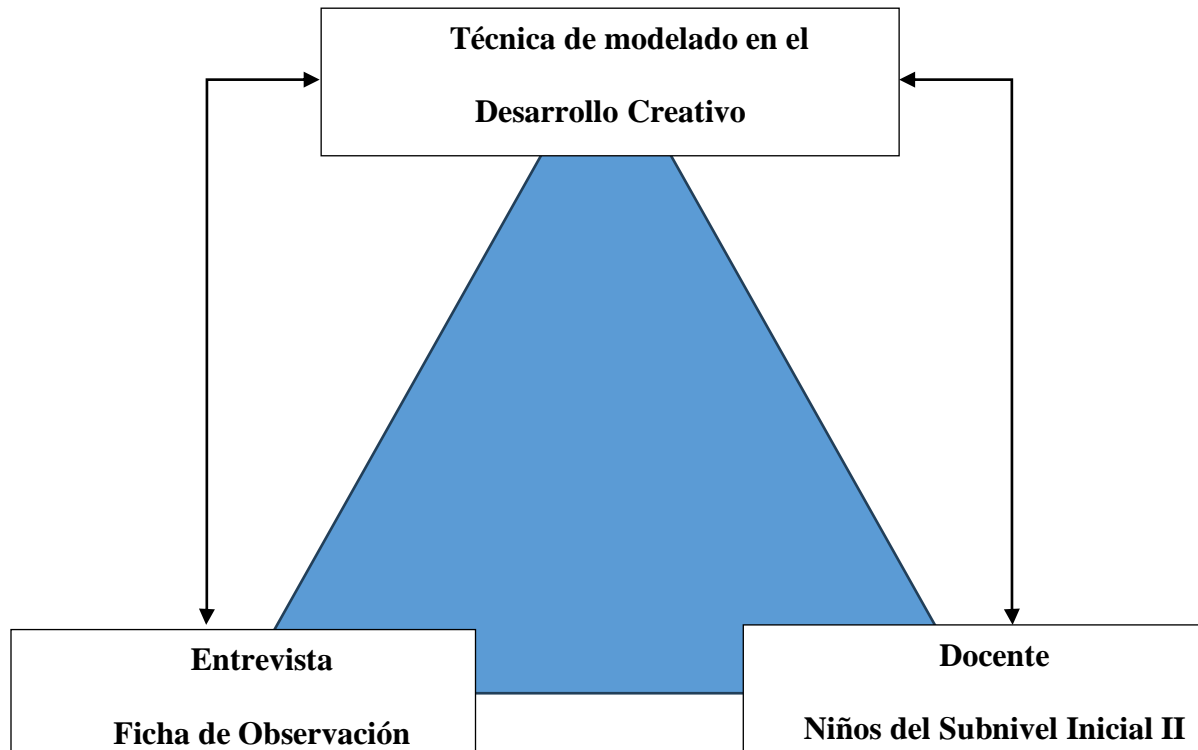 Técnica de modelado en el
Desarrollo Creativo
Entrevista
Ficha de Observación
Docente
Niños del Subnivel Inicial II